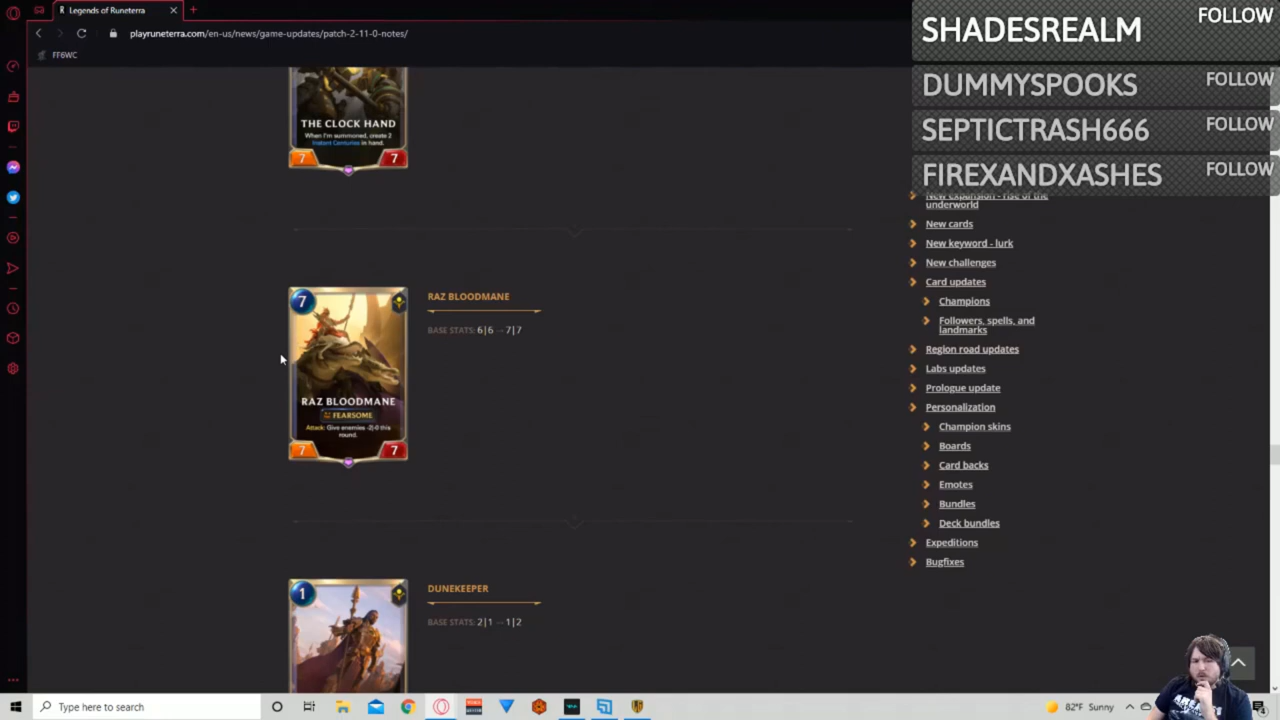 Legends of Runeterra
playruneterra.com/en-us/news/game-updates/patch-2-11-0-notes/
FF6WC
SHADESREALM FOLLOW
DUMMYSPOOKS FOLLOW
SEPTICTRASH666 FOLLOW
FIREXANDXASHES FOLLOW
THE CLOCK HAND
When I'm summoned, create 2
Instant Centuries in hand.
7 7
New expansion - rise of the
underworld
New cards
New keyword - lurk
New challenges
Card updates
Champions
Followers, spells, and
landmarks
Region road updates
Labs updates
Prologue update
Personalization
Champion skins
Boards
Card backs
Emotes
Bundles
Deck bundles
Expeditions
Bugfixes
7
RAZ BLOODMANE
FEARSOME
Attack: Give enemies -2|-0 this
round.
7 7
RAZ BLOODMANE
BASE STATS: 6|6 → 7|7
1
DUNEKEEPER
BASE STATS: 2|1 → 1|2
Type here to search
82°F Sunny
4